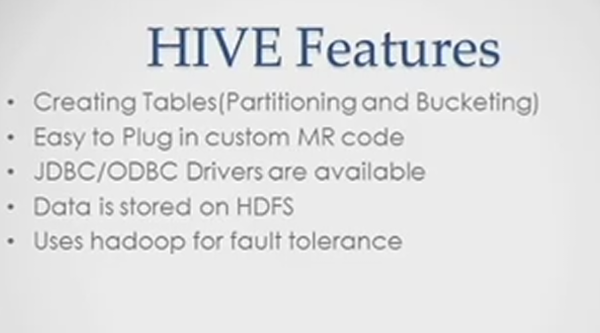 HIVE Features
• Creating Tables(Partitioning and Bucketing)
• Easy to Plug in custom MR code
• JDBC/ODBC Drivers are available
• Data is stored on HDFS
• Uses hadoop for fault tolerance